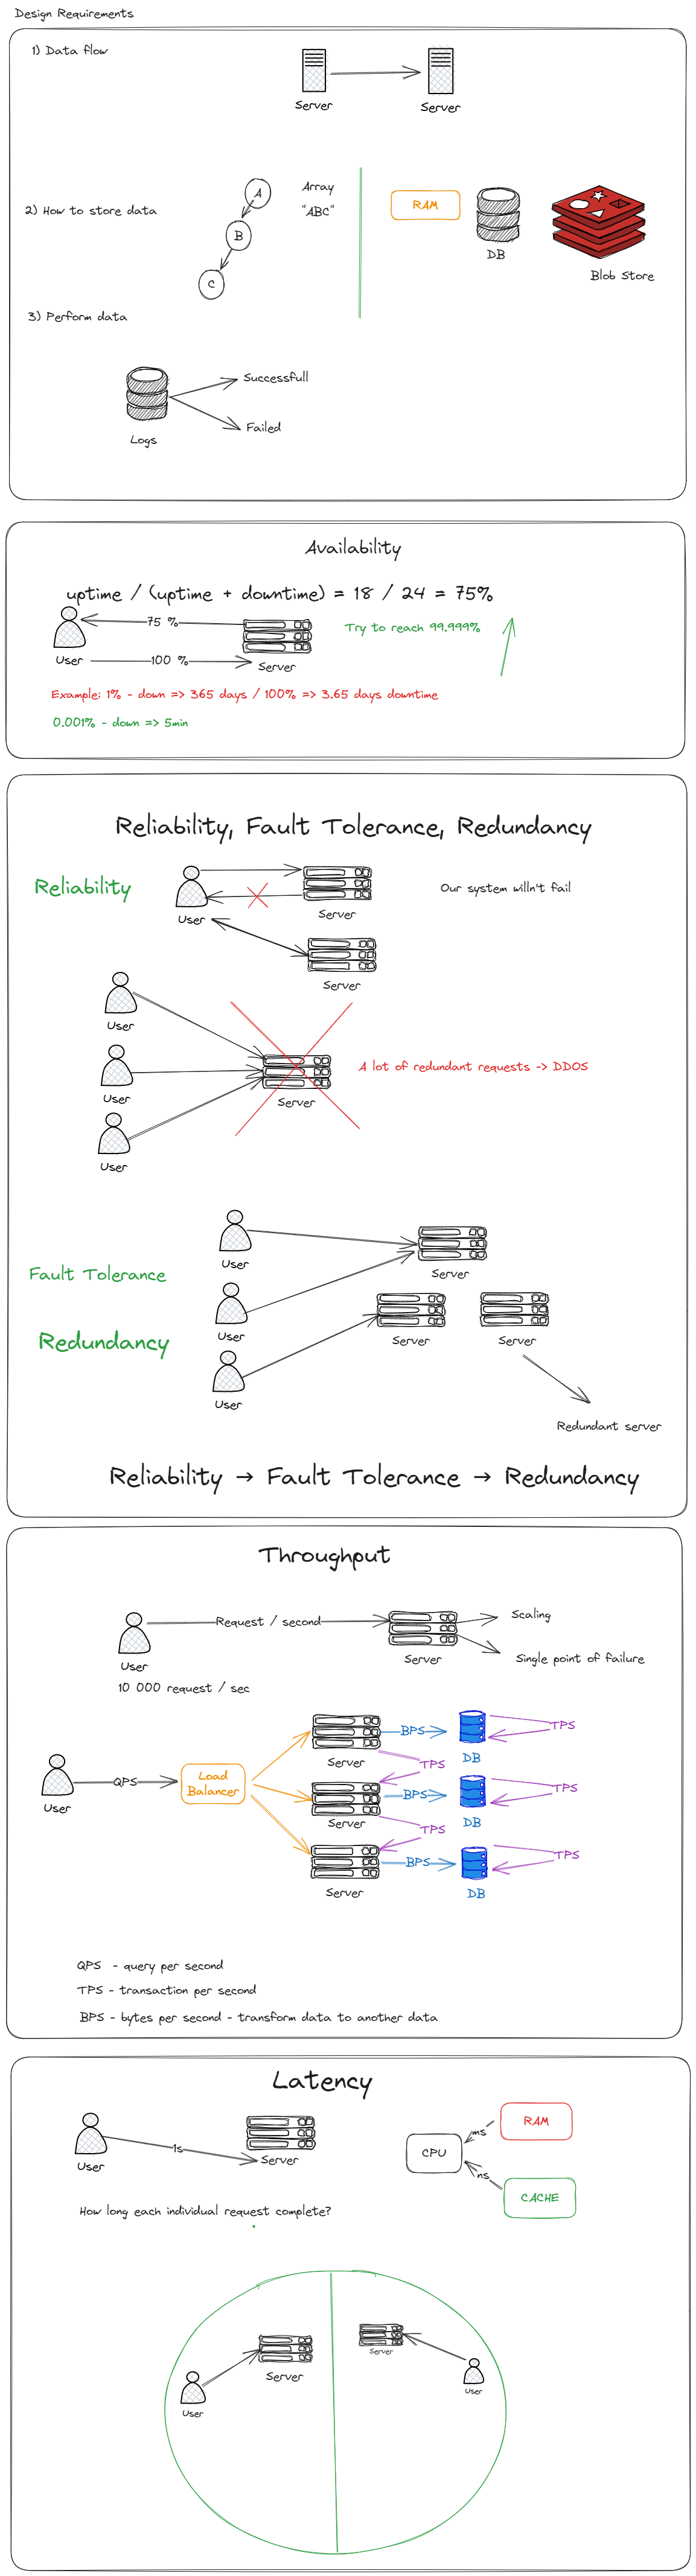 Design Requirements
1) Data flow
Server
Server
2) How to store data
A
B
C
Array
"ABC"
RAM
DB
Blob Store
3) Perform data
Successfull
Failed
Logs
Availability
uptime / (uptime + downtime) = 18 / 24 = 75%
75 %
Try to reach 99.999%
User
100 %
Server
Example: 1% - down => 365 days / 100% => 3.65 days downtime
0.001% - down => 5min
Reliability, Fault Tolerance, Redundancy
Reliability
User
Server
Our system willn't fail
Server
User
User
User
Server
A lot of redundant requests -> DDOS
Fault Tolerance
Redundancy
User
User
User
Server
Server
Server
Redundant server
Reliability → Fault Tolerance → Redundancy
Throughput
Request / second
Scaling
User
Server
Single point of failure
10 000 request / sec
User
QPS
Load
Balancer
Server
BPS
DB
TPS
TPS
Server
BPS
DB
TPS
TPS
Server
BPS
DB
TPS
QPS - query per second
TPS - transaction per second
BPS - bytes per second - transform data to another data
Latency
User
1s
Server
CPU
ms
RAM
ns
CACHE
How long each individual request complete?
Server
User
Server
User